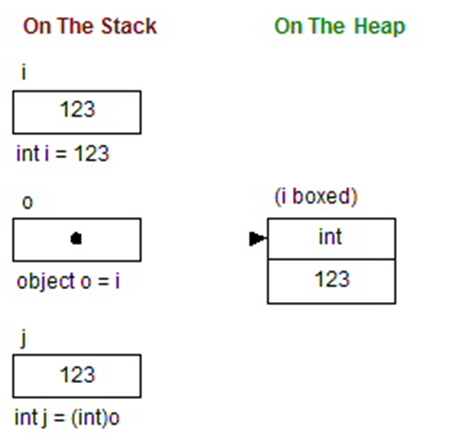 On The Stack
On The Heap
i
123
int i = 123
o
object o = i
(i boxed)
int
123
j
123
int j = (int)o